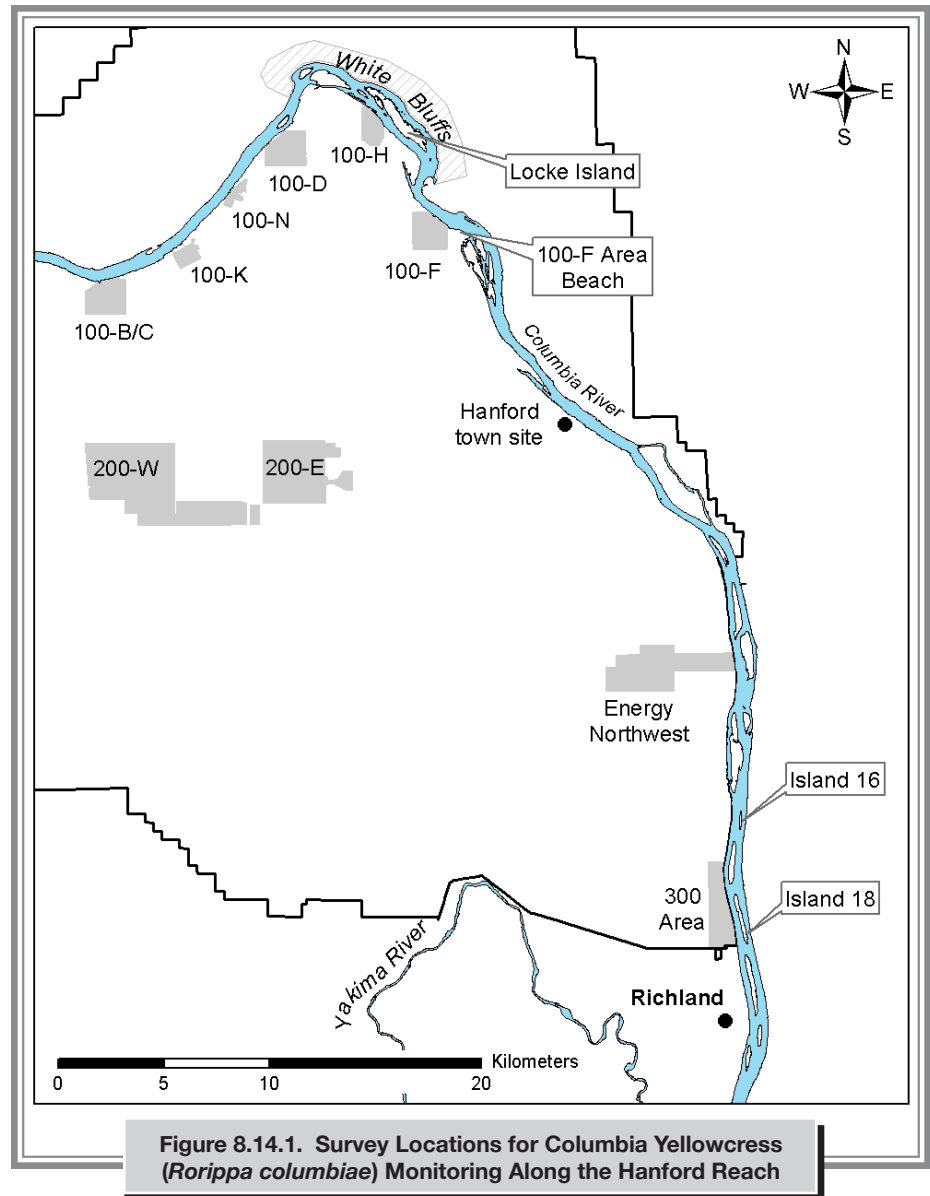 N
W E
S
White
Bluffs
100-H
Locke Island
100-D
100-N
100-F
100-F Area
Beach
100-K
100-B/C
Columbia River
Hanford
town site
200-W
200-E
Energy
Northwest
Island 16
300
Area
Island 18
Yakima River
Richland
Kilometers
0 5 10 20
Figure 8.14.1. Survey Locations for Columbia Yellowcress
(Rorippa columbiae) Monitoring Along the Hanford Reach